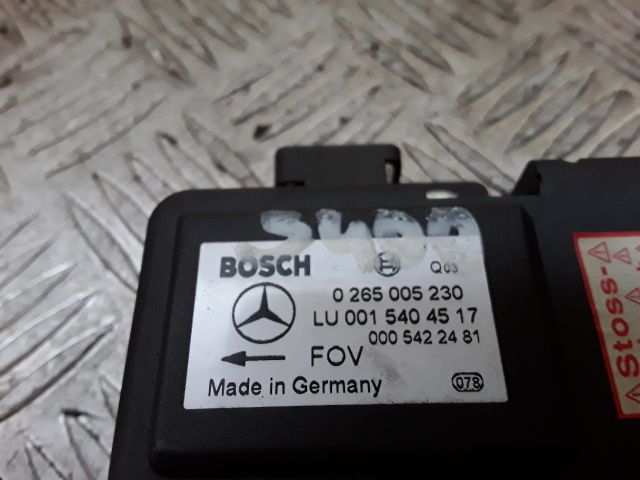 BOSCH Q03
0 265 005 230
LU 001 540 45 17
000 542 24 81
FOV
Made in Germany 078
Stoss-